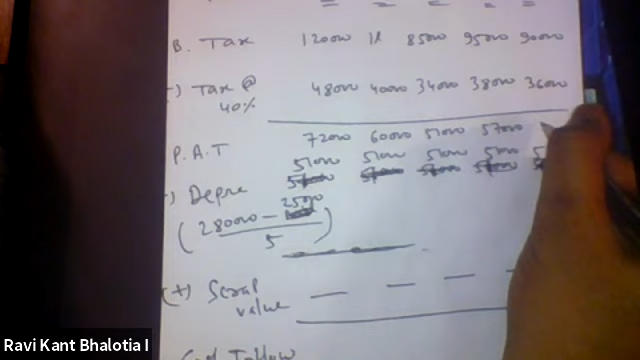 B. Tax 120000 1l 85000 95000 90000
-) Tax @ 48000 40000 34000 38000 36000
40%
P.A.T 72000 60000 51000 57000
51000 51000 51000 51000 5
-) Depre
25000
(280000 - 
5 )
(+) Scrap — — —
value
Ravi Kant Bhalotia I